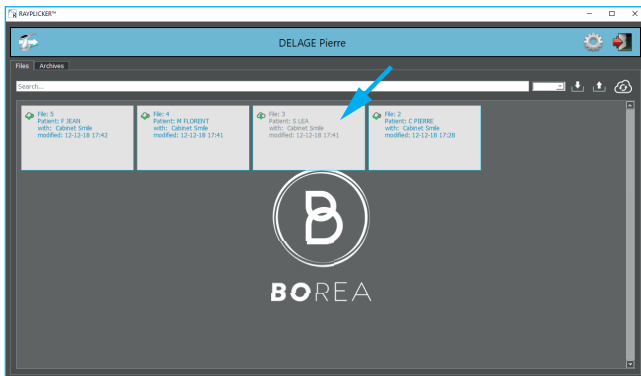 RAYPLICKER™
DELAGE Pierre
Files Archives
Search...
File: 5
Patient: F JEAN
with: Cabinet Smile
modified: 12-12-18 17:42
File: 4
Patient: M FLORENT
with: Cabinet Smile
modified: 12-12-18 17:41
File: 3
Patient: S LEA
with: Cabinet Smile
modified: 12-12-18 17:41
File: 2
Patient: C PIERRE
with: Cabinet Smile
modified: 12-12-18 17:28
BOREA